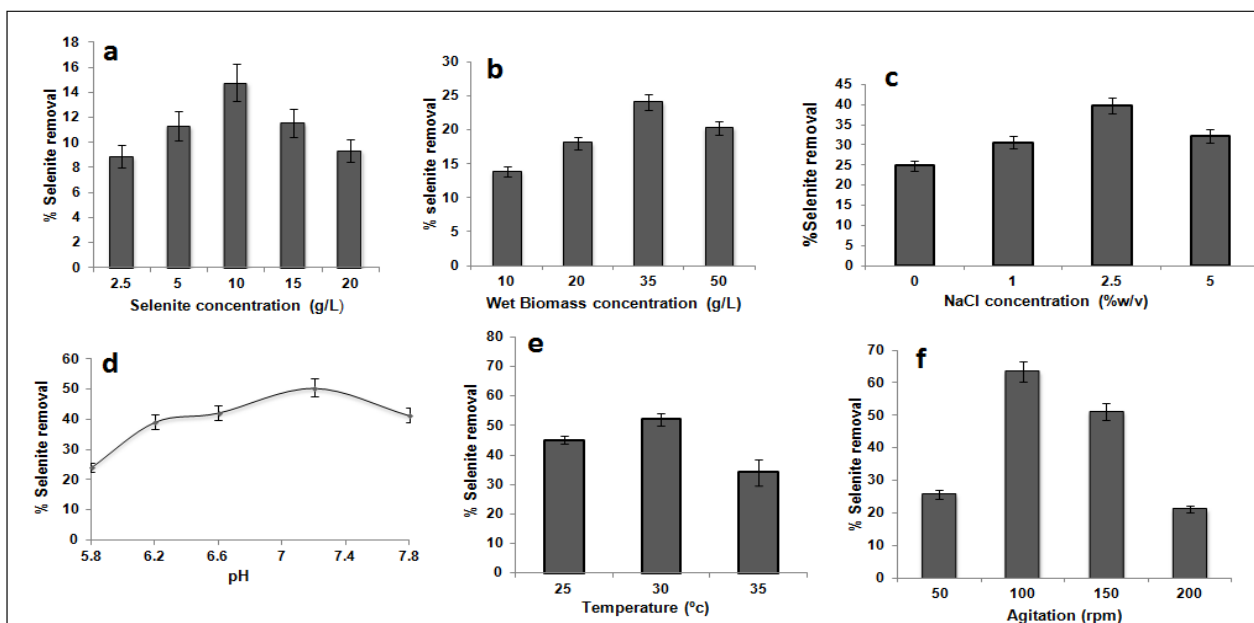 a
18
16
14
12
10
8
6
4
2
0
% Selenite removal
2.5 5 10 15 20
Selenite concentration (g/L)
b
30
25
20
15
10
5
0
% selenite removal
10 20 35 50
Wet Biomass concentration (g/L)
c
45
40
35
30
25
20
15
10
5
0
%Selenite removal
0 1 2.5 5
NaCl concentration (%w/v)
d
60
50
40
30
20
10
0
% Selenite removal
5.8 6.2 6.6 7 7.4 7.8
pH
e
80
70
60
50
40
30
20
10
0
% Selenite removal
25 30 35
Temperature (ºc)
f
70
60
50
40
30
20
10
0
% Selenite removal
50 100 150 200
Agitation (rpm)